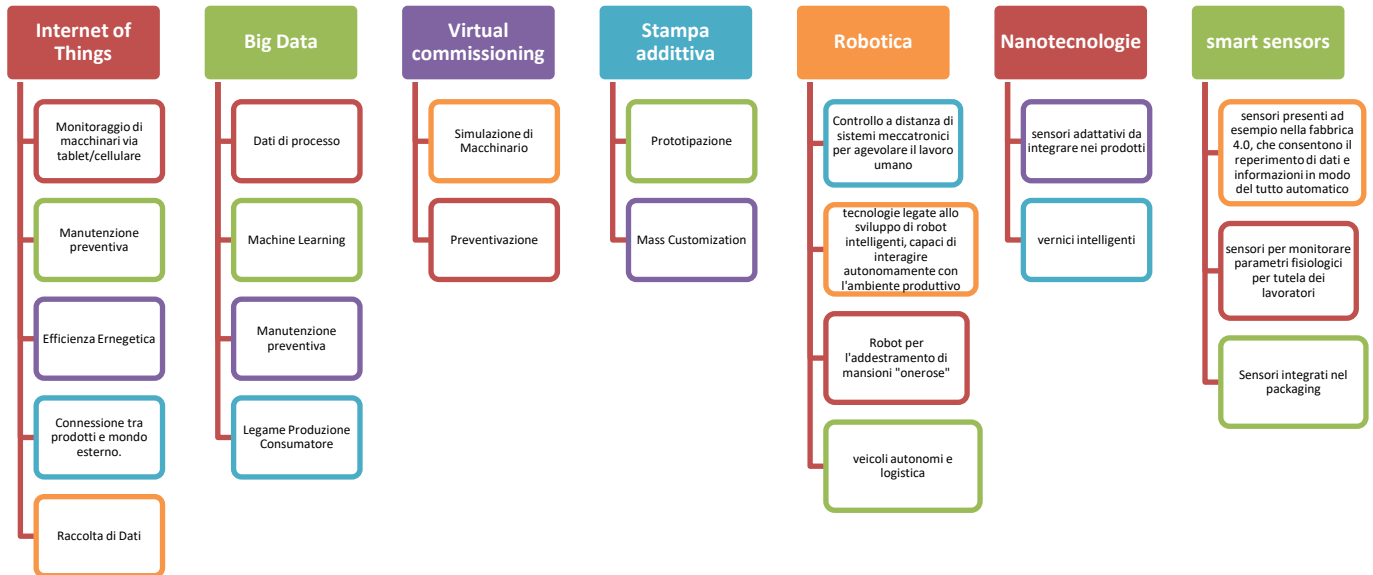 Internet of
Things
Monitoraggio di
macchinari via
tablet/cellulare
Manutenzione
preventiva
Efficienza Ernegetica
Connessione tra
prodotti e mondo
esterno.
Raccolta di Dati
Big Data
Dati di processo
Machine Learning
Manutenzione
preventiva
Legame Produzione
Consumatore
Virtual
commissioning
Simulazione di
Macchinario
Preventivazione
Stampa
addittiva
Prototipazione
Mass Customization
Robotica
Controllo a distanza di
sistemi meccatronici
per agevolare il lavoro
umano
tecnologie legate allo
sviluppo di robot
intelligenti, capaci di
interagire
autonomamente con
l'ambiente produttivo
Robot per
l'addestramento di
mansioni "onerose"
veicoli autonomi e
logistica
Nanotecnologie
sensori adattativi da
integrare nei prodotti
vernici intelligenti
smart sensors
sensori presenti ad
esempio nella fabbrica
4.0, che consentono il
reperimento di dati e
informazioni in modo
del tutto automatico
sensori per monitorare
parametri fisiologici
per tutela dei
lavoratori
Sensori integrati nel
packaging